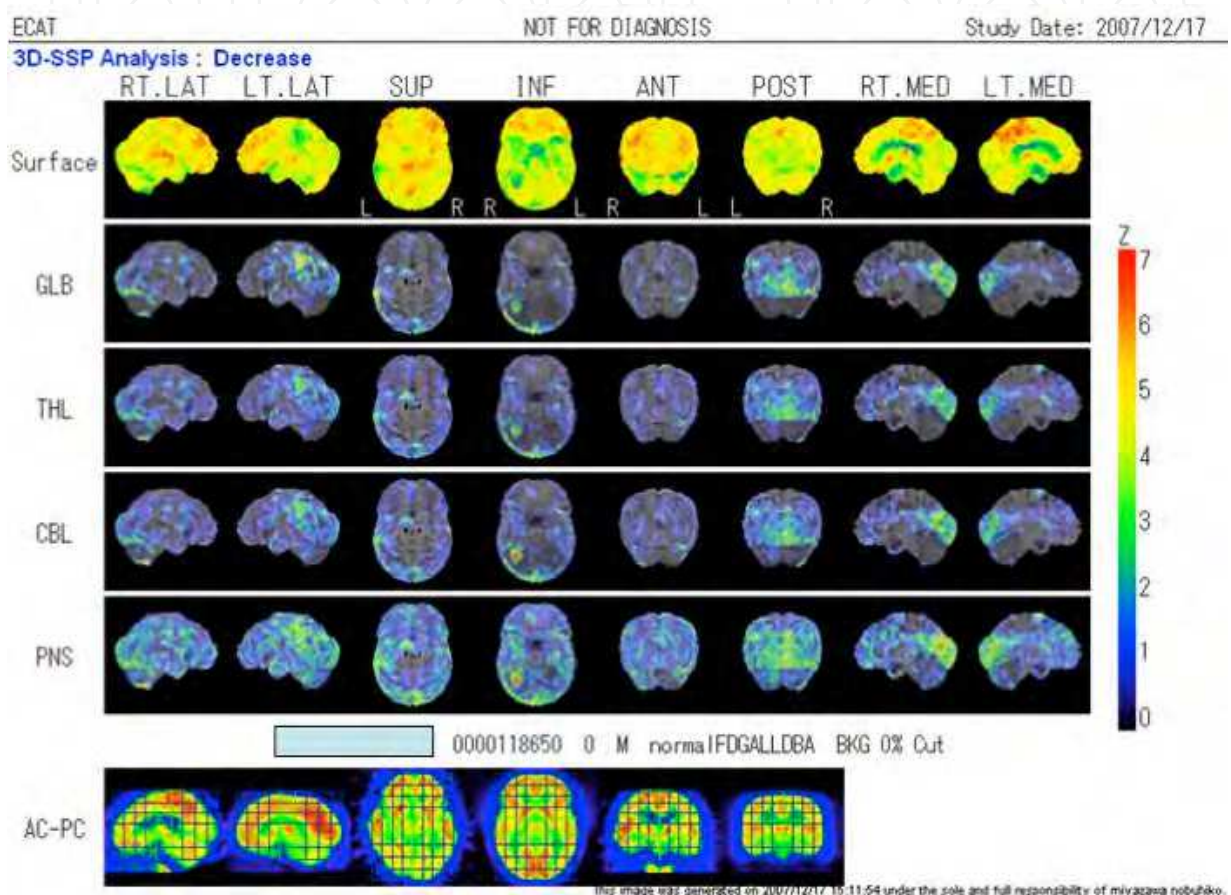 ECAT NOT FOR DIAGNOSIS Study Date: 2007/12/17
3D-SSP Analysis : Decrease
RT.LAT LT.LAT SUP INF ANT POST RT.MED LT.MED
Surface
L R R L R L L R
Z
GLB
7
6
THL
5
4
CBL
3
2
PNS
1
0
0000118650 0 M normalFDGALLDBA BKG 0% Cut
AC-PC
This image was generated on 2007/12/17 15:11:54 under the sole and full responsibility of miyazawa nobuhiko.